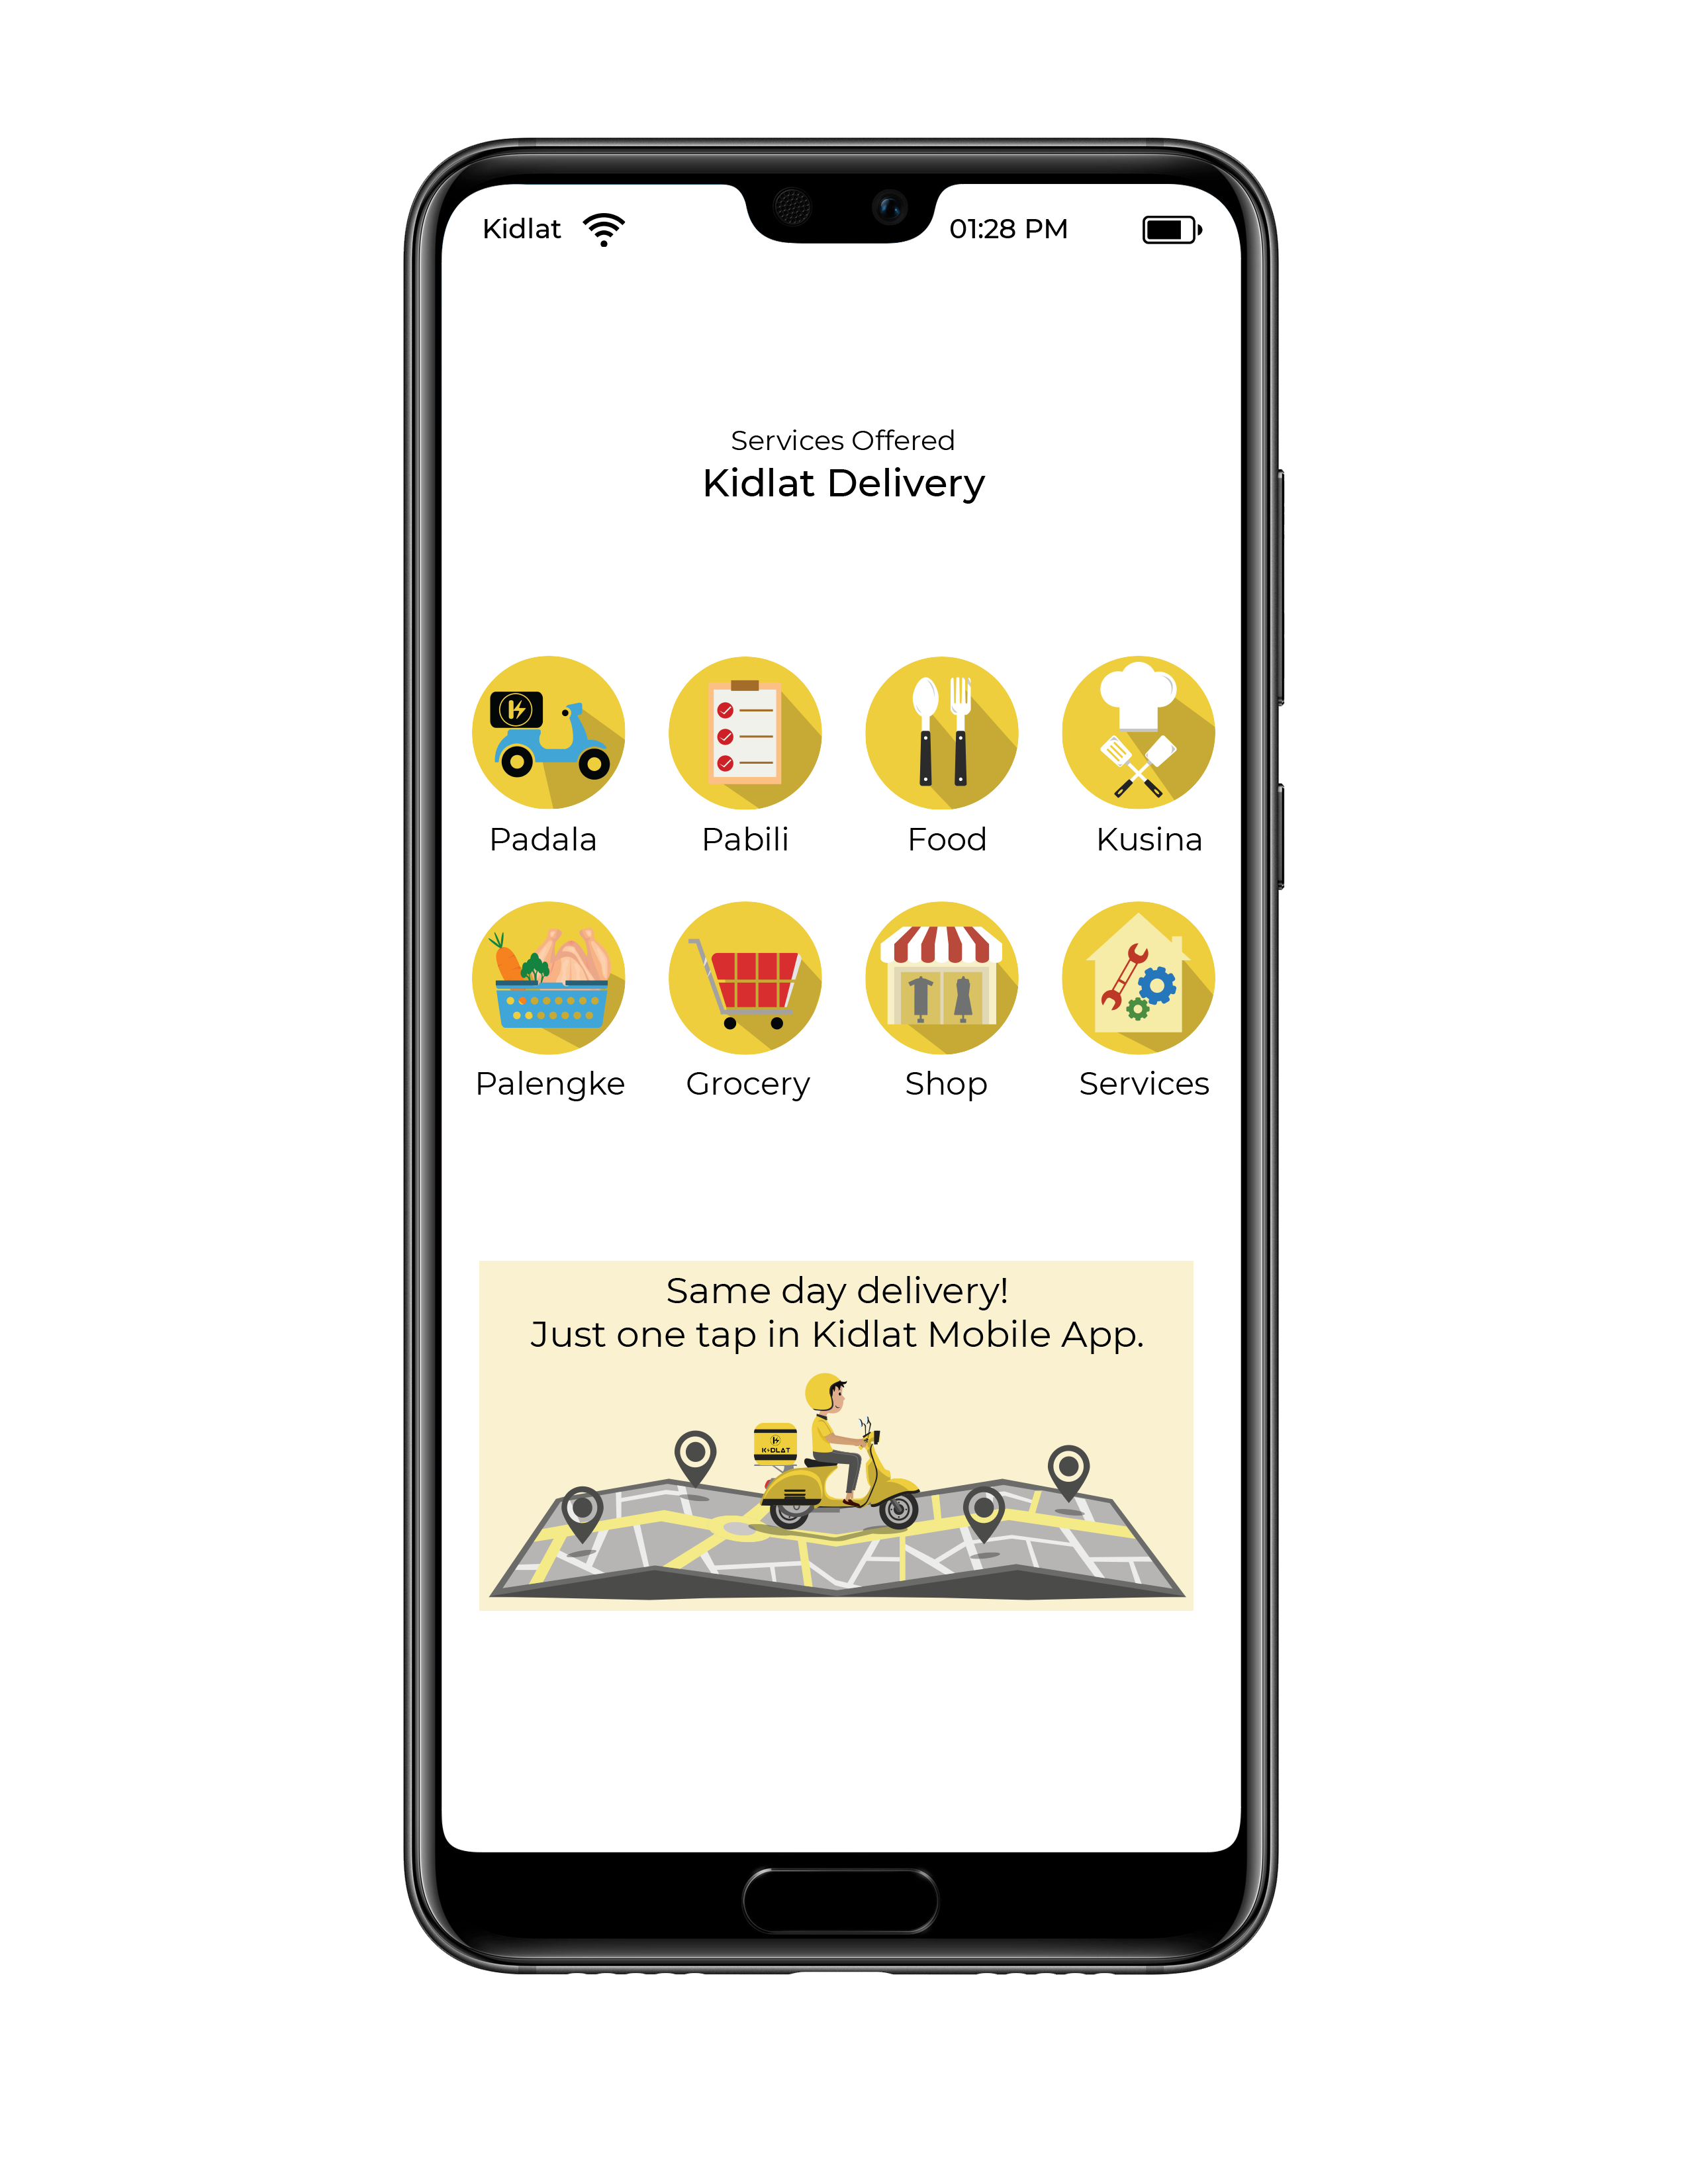 Kidlat
01:28 PM
Services Offered
Kidlat Delivery
Padala
Pabili
Food
Kusina
Palengke
Grocery
Shop
Services
Same day delivery!
Just one tap in Kidlat Mobile App.
KIDLAT